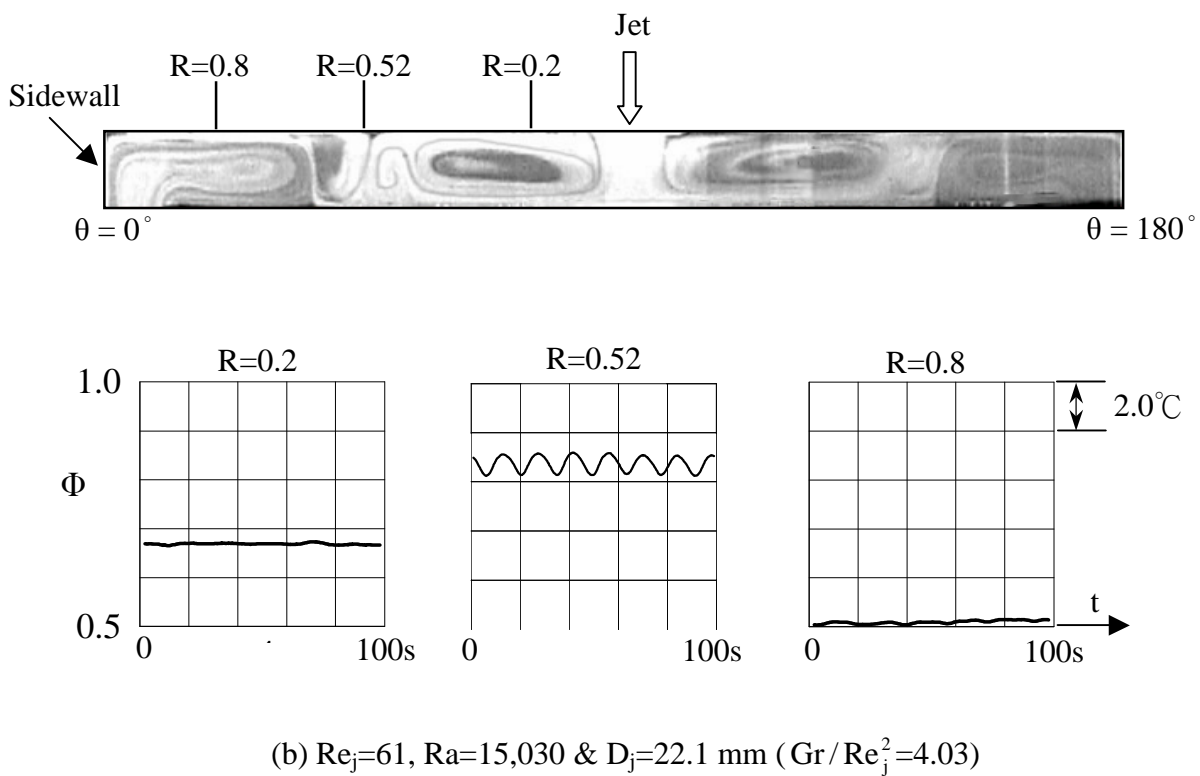 Jet
R=0.8 R=0.52 R=0.2
Sidewall
θ = 0° θ = 180°
R=0.2 R=0.52 R=0.8
1.0
2.0℃
Φ
t
0.5
0 100s 0 100s 0 100s
(b) Reⱼ=61, Ra=15,030 & Dⱼ=22.1 mm ( Gr / Reⱼ² =4.03)